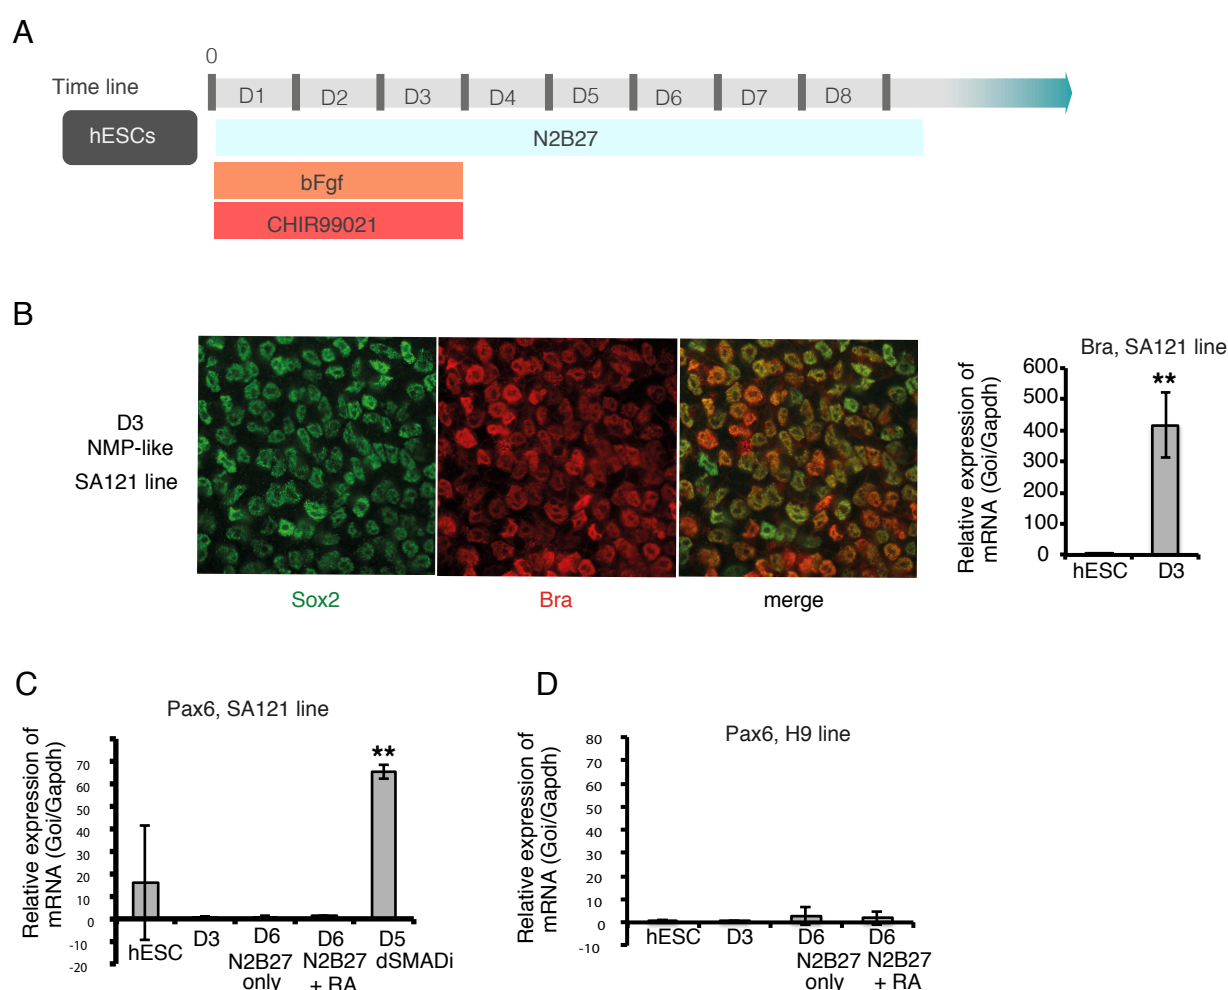 A
0
Time line
D1 D2 D3 D4 D5 D6 D7 D8
hESCs
N2B27
bFgf
CHIR99021
B
D3
NMP-like
SA121 line
Sox2
Bra
merge
Bra, SA121 line
Relative expression of
mRNA (Goi/Gapdh)
600
500
400
300
200
100
0
**
hESC D3
C
Pax6, SA121 line
Relative expression of
mRNA (Goi/Gapdh)
70
60
50
40
30
20
10
0
-10
-20
**
hESC D3 D6 D6 D5
N2B27 N2B27 dSMADi
only + RA
D
Pax6, H9 line
Relative expression of
mRNA (Goi/Gapdh)
80
70
60
50
40
30
20
10
0
-10
hESC D3 D6 D6
N2B27 N2B27
only + RA